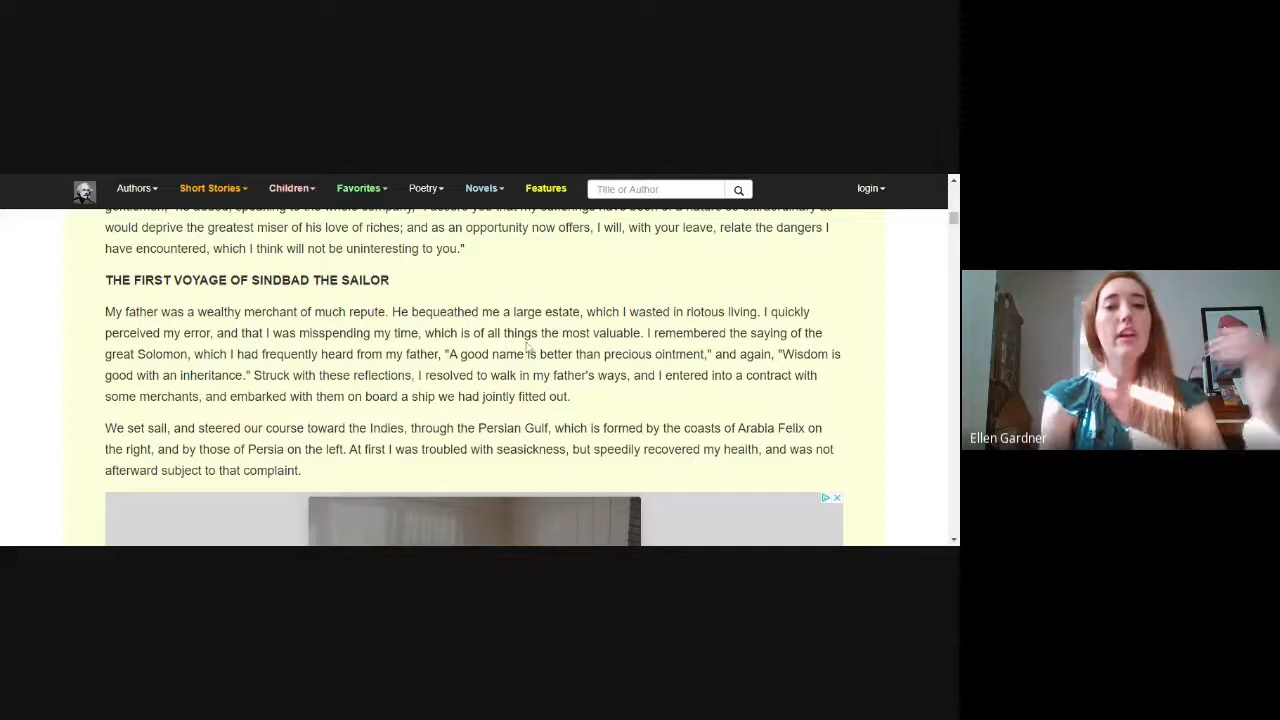 Authors
Short Stories
Children
Favorites
Poetry
Novels
Features
Title or Author
login
would deprive the greatest miser of his love of riches; and as an opportunity now offers, I will, with your leave, relate the dangers I
have encountered, which I think will not be uninteresting to you."
THE FIRST VOYAGE OF SINDBAD THE SAILOR
My father was a wealthy merchant of much repute. He bequeathed me a large estate, which I wasted in riotous living. I quickly
perceived my error, and that I was misspending my time, which is of all things the most valuable. I remembered the saying of the
great Solomon, which I had frequently heard from my father, "A good name is better than precious ointment," and again, "Wisdom is
good with an inheritance." Struck with these reflections, I resolved to walk in my father's ways, and I entered into a contract with
some merchants, and embarked with them on board a ship we had jointly fitted out.
We set sail, and steered our course toward the Indies, through the Persian Gulf, which is formed by the coasts of Arabia Felix on
the right, and by those of Persia on the left. At first I was troubled with seasickness, but speedily recovered my health, and was not
afterward subject to that complaint.
Ellen Gardner